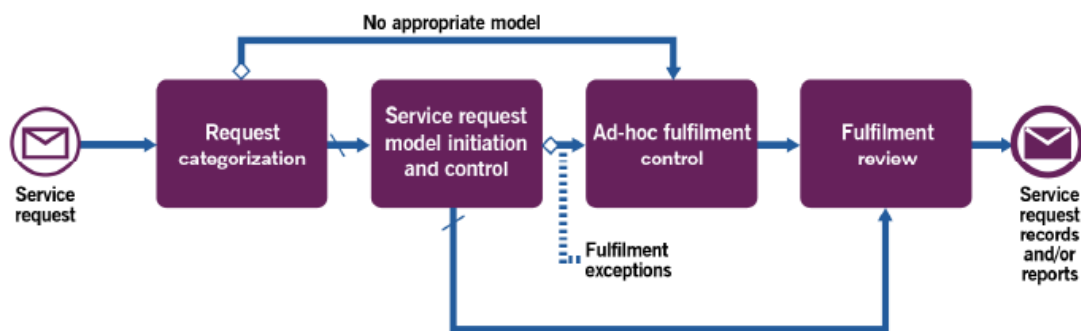 No appropriate model
Service
request
Request
categorization
Service request
model initiation
and control
Ad-hoc fulfilment
control
Fulfilment
review
Fulfilment
exceptions
Service
request
records
and/or
reports